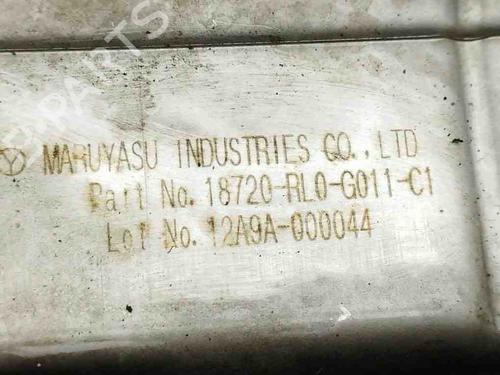 MARUYASU INDUSTRIES CO., LTD
Part No. 18720-RL0-G011-C1
Lot No. 12A9A-000044